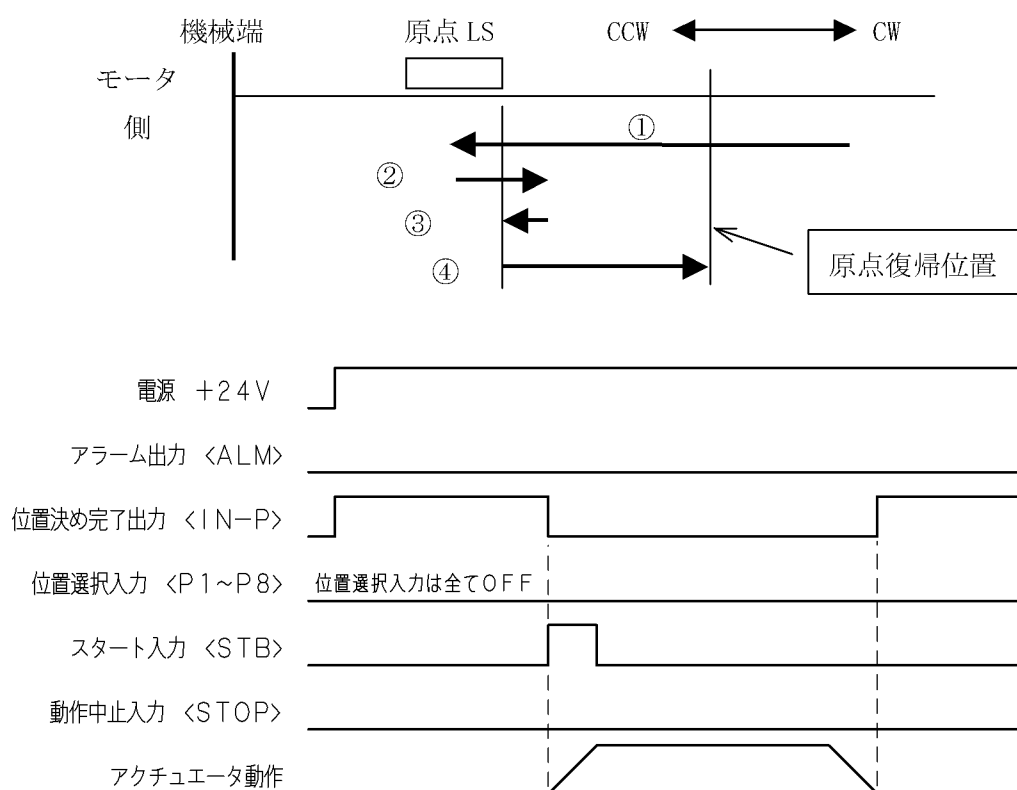 機械端
原点 LS
CCW
CW
モータ
側
①
②
③
④
原点復帰位置
電源 +24V
アラーム出力 <ALM>
位置決め完了出力 <IN-P>
位置選択入力 <P1~P8>
位置選択入力は全てOFF
スタート入力 <STB>
動作中止入力 <STOP>
アクチュエータ動作